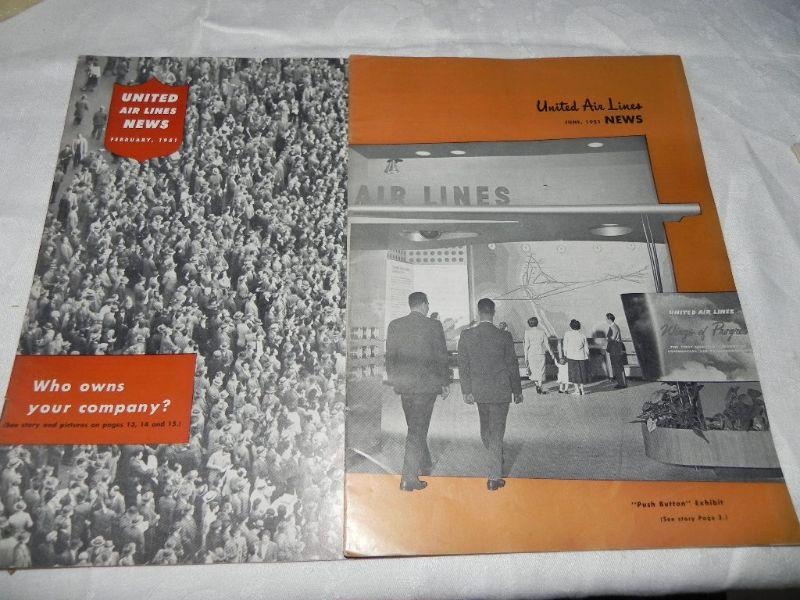 UNITED
AIR LINES
NEWS
FEBRUARY, 1951
Who owns
your company?
(See story and pictures on pages 13, 14 and 15.)
United Air Lines
JUNE, 1951 NEWS
AIR LINES
UNITED AIR LINES
Wings of Progress
"Push Button" Exhibit
(See story Page 3.)